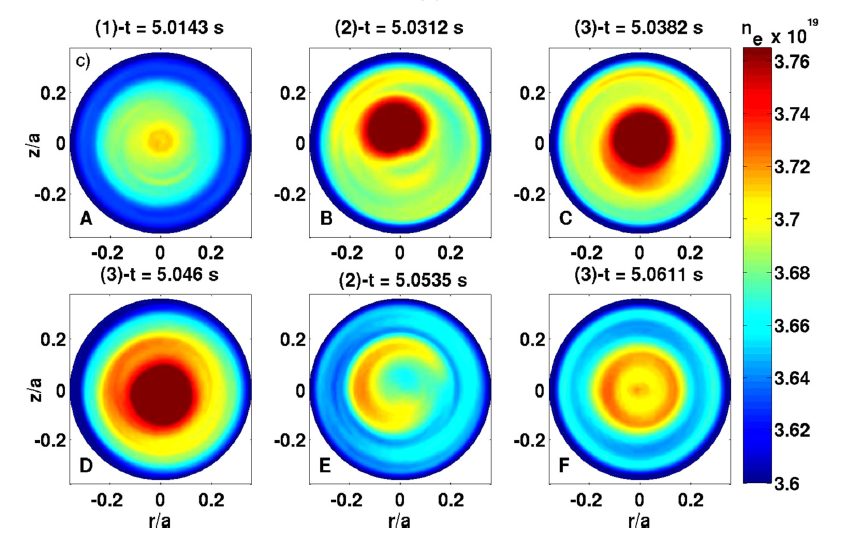 (1)-t = 5.0143 s
(2)-t = 5.0312 s
(3)-t = 5.0382 s
n_e x 10^19
c)
z/a
0.2
0
-0.2
A
-0.2 0 0.2
0.2
0
-0.2
B
-0.2 0 0.2
0.2
0
-0.2
C
-0.2 0 0.2
(3)-t = 5.046 s
(2)-t = 5.0535 s
(3)-t = 5.0611 s
z/a
0.2
0
-0.2
D
-0.2 0 0.2
r/a
0.2
0
-0.2
E
-0.2 0 0.2
r/a
0.2
0
-0.2
F
-0.2 0 0.2
r/a
3.76
3.74
3.72
3.7
3.68
3.66
3.64
3.62
3.6